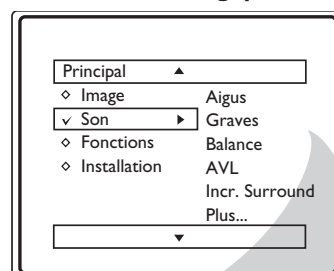 Principal
Image
Son
Fonctions
Installation
Aigus
Graves
Balance
AVL
Incr. Surround
Plus...